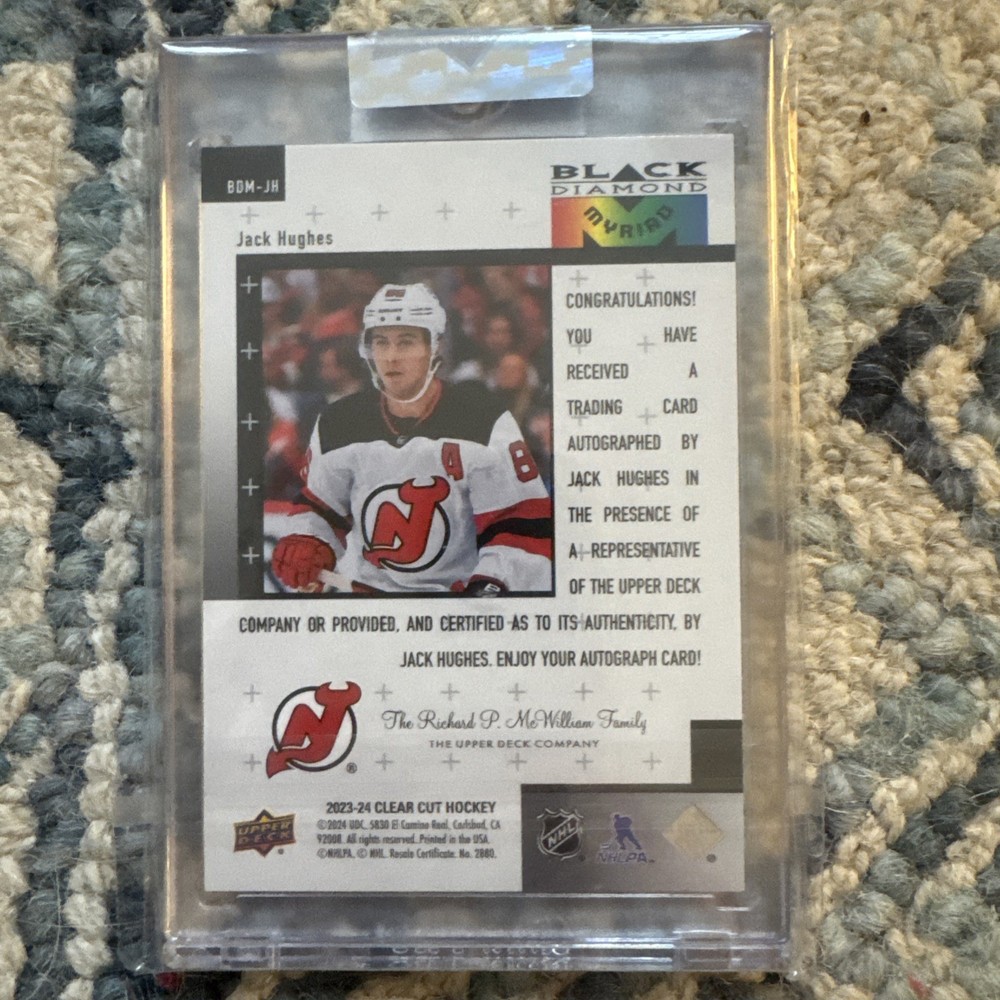 BDM-JH
BLACK
DIAMOND
MYRIAD
Jack Hughes
CONGRATULATIONS!
YOU HAVE
RECEIVED A
TRADING CARD
AUTOGRAPHED BY
JACK HUGHES IN
THE PRESENCE OF
A REPRESENTATIVE
OF THE UPPER DECK
COMPANY OR PROVIDED, AND CERTIFIED AS TO ITS AUTHENTICITY, BY
JACK HUGHES. ENJOY YOUR AUTOGRAPH CARD!
A 8
The Richard P. McWilliam Family
THE UPPER DECK COMPANY
2023-24 CLEAR CUT HOCKEY
©2024 UDC, 5830 El Camino Real, Carlsbad, CA
92008. All rights reserved. Printed in the USA.
©NHLPA. © NHL. Resale Certificate. No. 2880.
UPPER
DECK
NHL
NHLPA